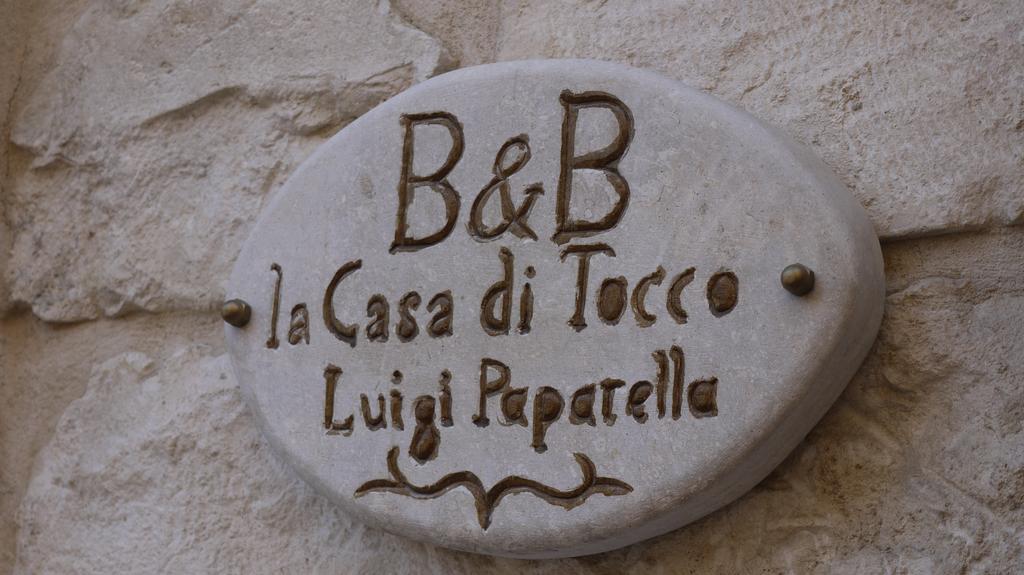 B&B
la Casa di Tocco
Luigi Paparella